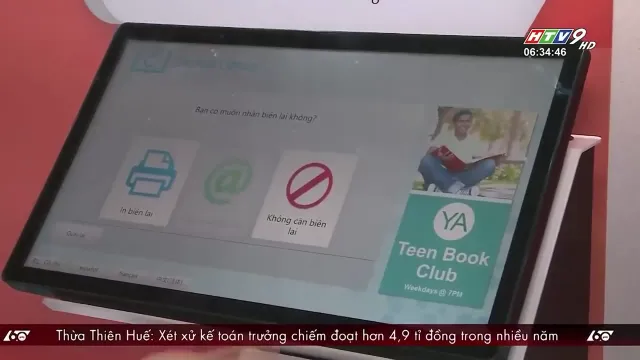 HTV9 HD
06:34:46
Bạn có muốn nhận biên lai không?
In biên lai
@
Không cần biên
lai
YA
Teen Book
Club
Weekdays @ 7PM
60 Thừa Thiên Huế: Xét xử kế toán trưởng chiếm đoạt hơn 4,9 tỉ đồng trong nhiều năm 60